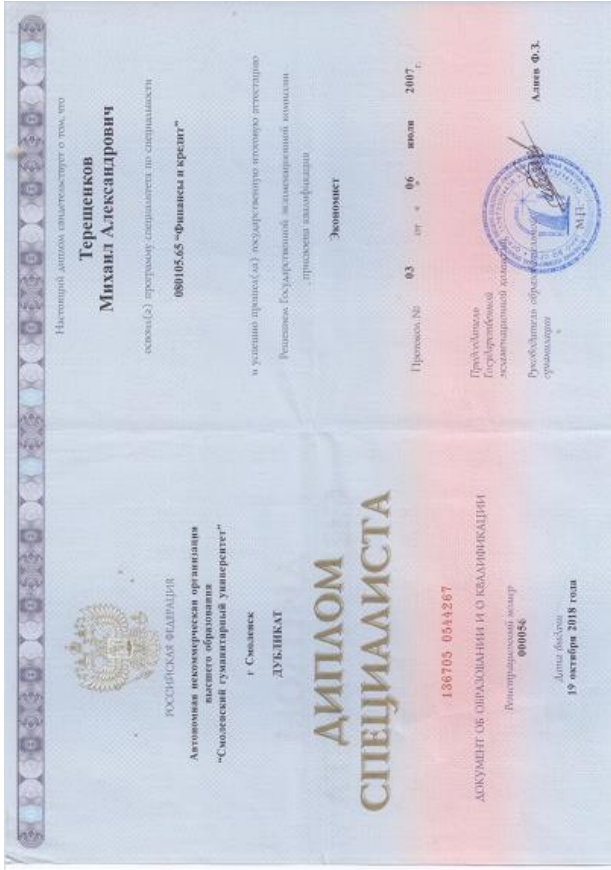 РОССИЙСКАЯ ФЕДЕРАЦИЯ
Автономная некоммерческая организация
высшего образования
"Смоленский гуманитарный университет"
г Смоленск
ДУБЛИКАТ
ДИПЛОМ
СПЕЦИАЛИСТА
136705 0544267
ДОКУМЕНТ ОБ ОБРАЗОВАНИИ И О КВАЛИФИКАЦИИ
Регистрационный номер
000056
Дата выдачи
19 октября 2018 года
Настоящий диплом свидетельствует о том, что
Терещенков
Михаил Александрович
освоил(а) программу специалитета по специальности
080105.65 "Финансы и кредит"
и успешно прошел(ла) государственную итоговую аттестацию
Решением Государственной экзаменационной комиссии
присвоена квалификация
Экономист
Протокол № 03 от « 06 » июля 2007 г.
Председатель
Государственной
экзаменационной комиссии
Руководитель образовательной
организации
Алиев Ф.З.
М.П.